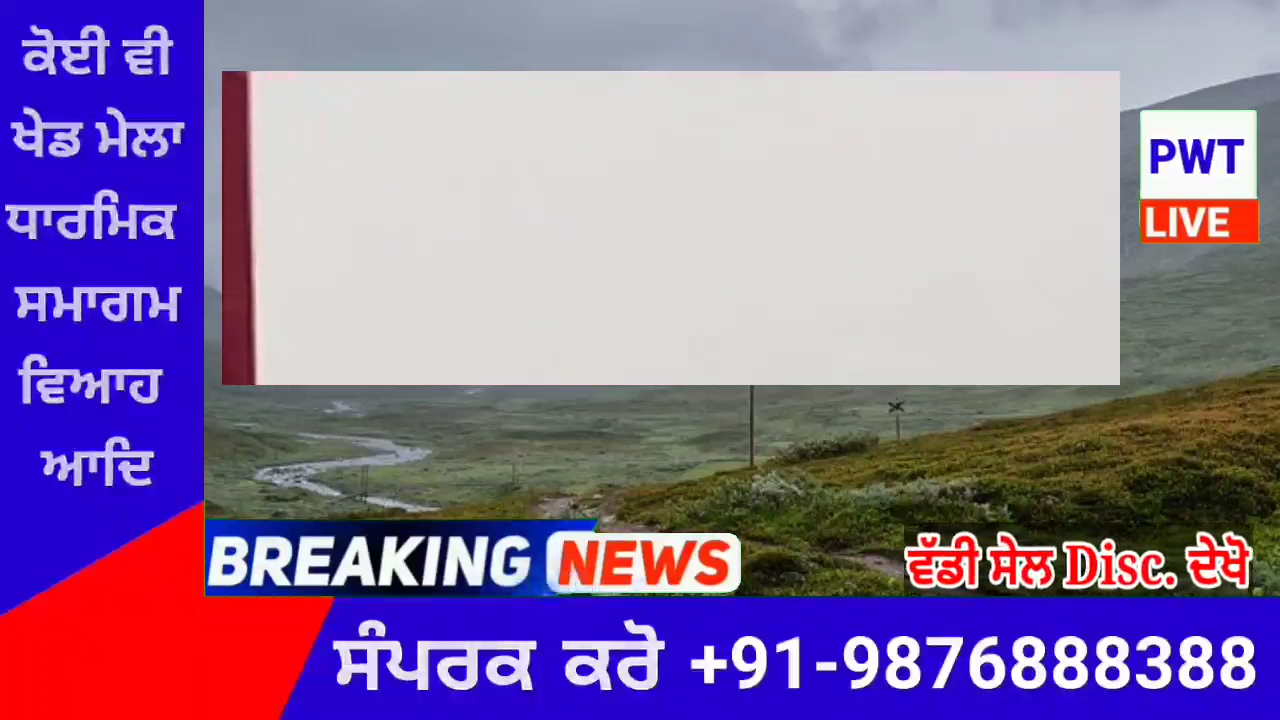 ਕੋਈ ਵੀ
ਖੇਡ ਮੇਲਾ
ਧਾਰਮਿਕ
ਸਮਾਗਮ
ਵਿਆਹ
ਆਦਿ
PWT
LIVE
BREAKING NEWS
ਵੱਡੀ ਸੇਲ Disc. ਦੇਖੋ
ਸੰਪਰਕ ਕਰੋ +91-9876888388